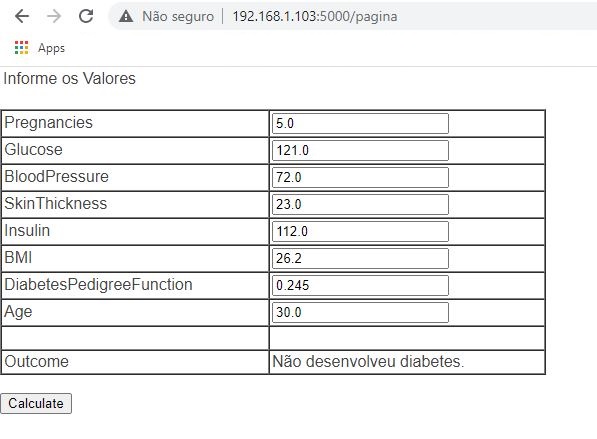 Não seguro | 192.168.1.103:5000/pagina
Apps
Informe os Valores
Pregnancies 5.0
Glucose 121.0
BloodPressure 72.0
SkinThickness 23.0
Insulin 112.0
BMI 26.2
DiabetesPedigreeFunction 0.245
Age 30.0
Outcome Não desenvolveu diabetes.
Calculate